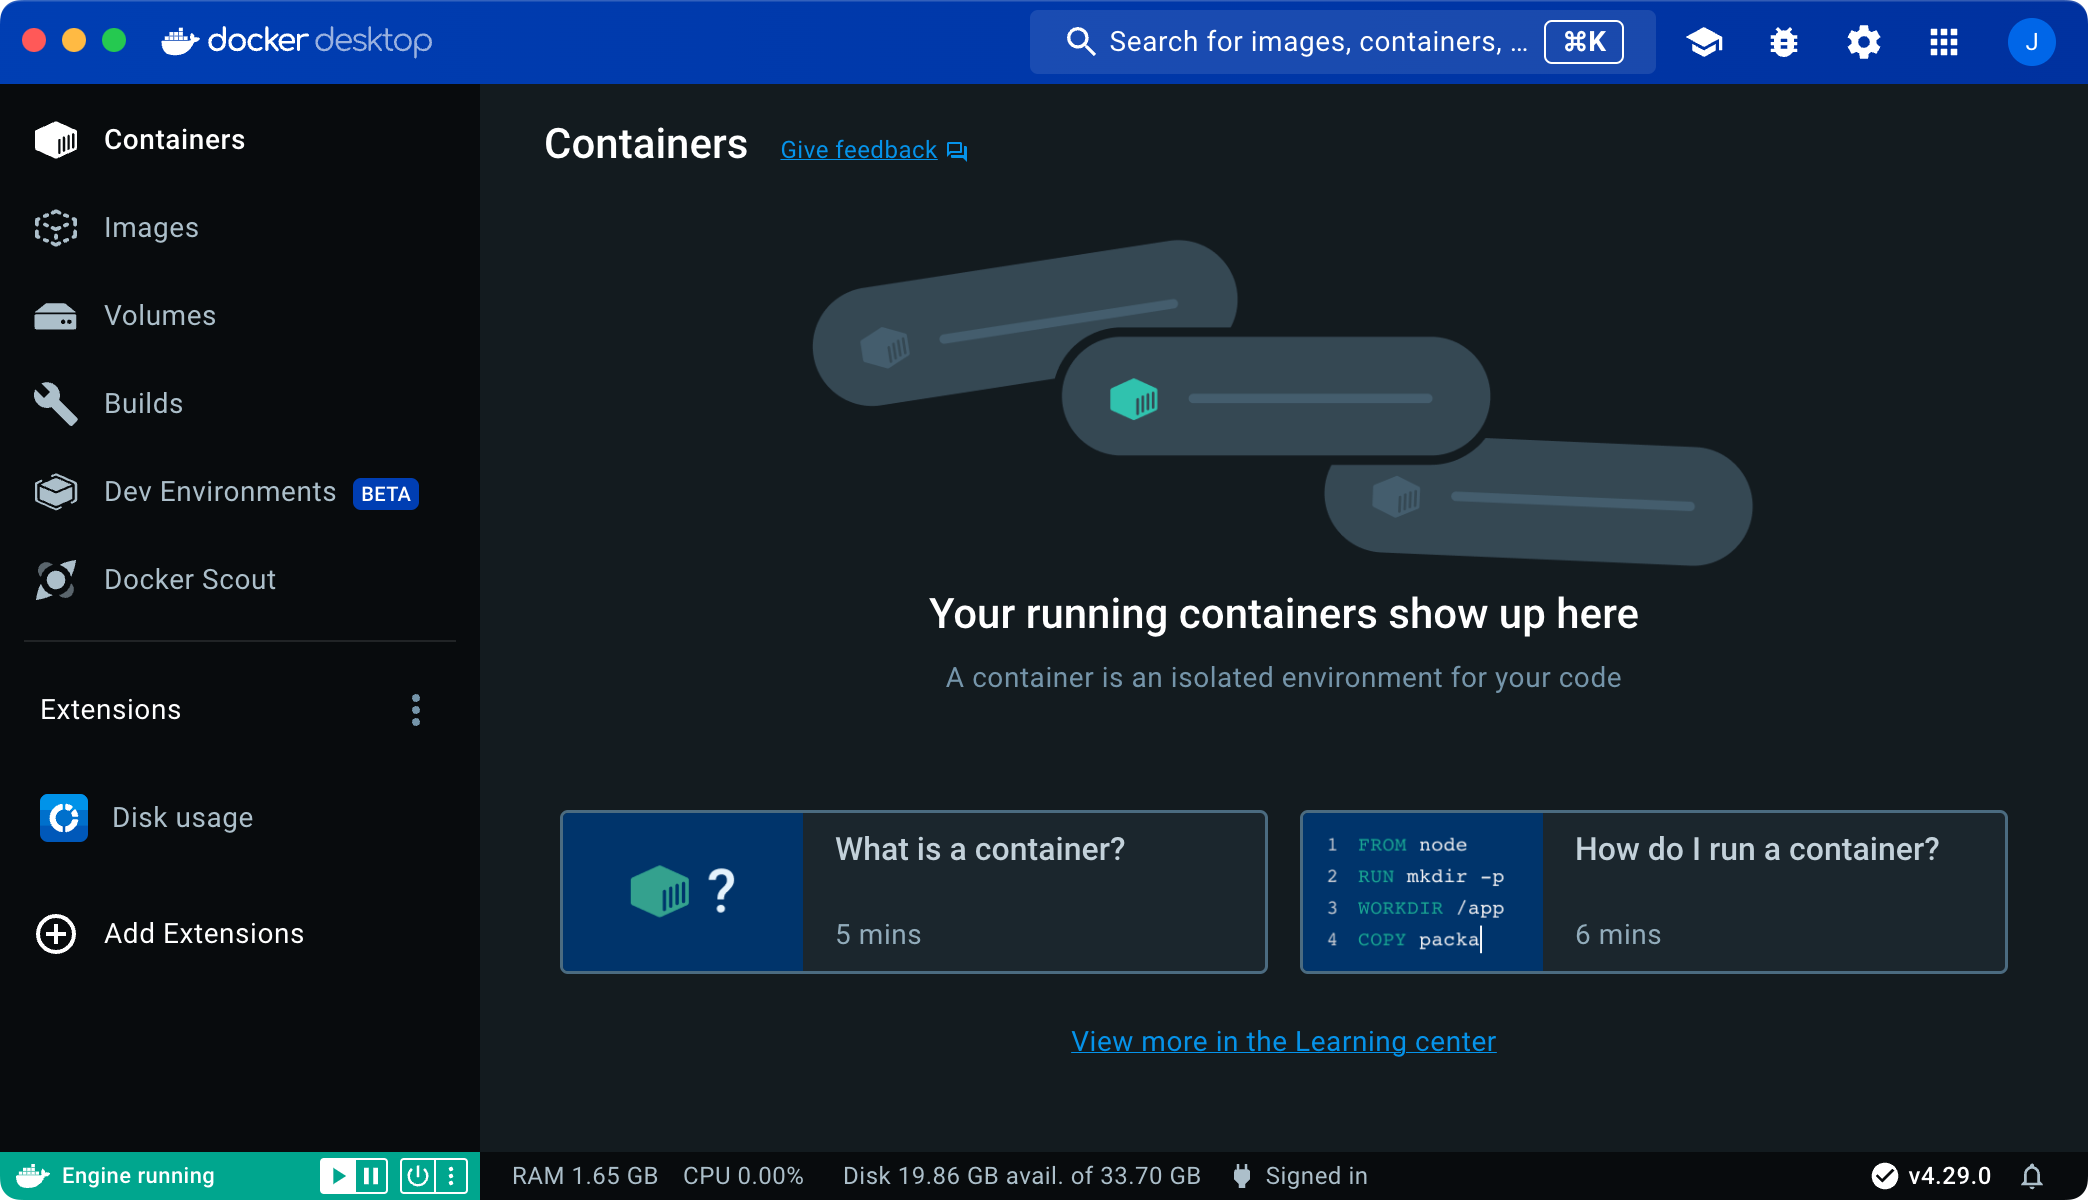 docker desktop
Search for images, containers, ...
⌘K
J
Containers
Images
Volumes
Builds
Dev Environments BETA
Docker Scout
Extensions
Disk usage
Add Extensions
Containers
Give feedback
Your running containers show up here
A container is an isolated environment for your code
?
What is a container?
5 mins
1 FROM node
2 RUN mkdir -p
3 WORKDIR /app
4 COPY packa
How do I run a container?
6 mins
View more in the Learning center
Engine running
RAM 1.65 GB CPU 0.00% Disk 19.86 GB avail. of 33.70 GB Signed in
v4.29.0